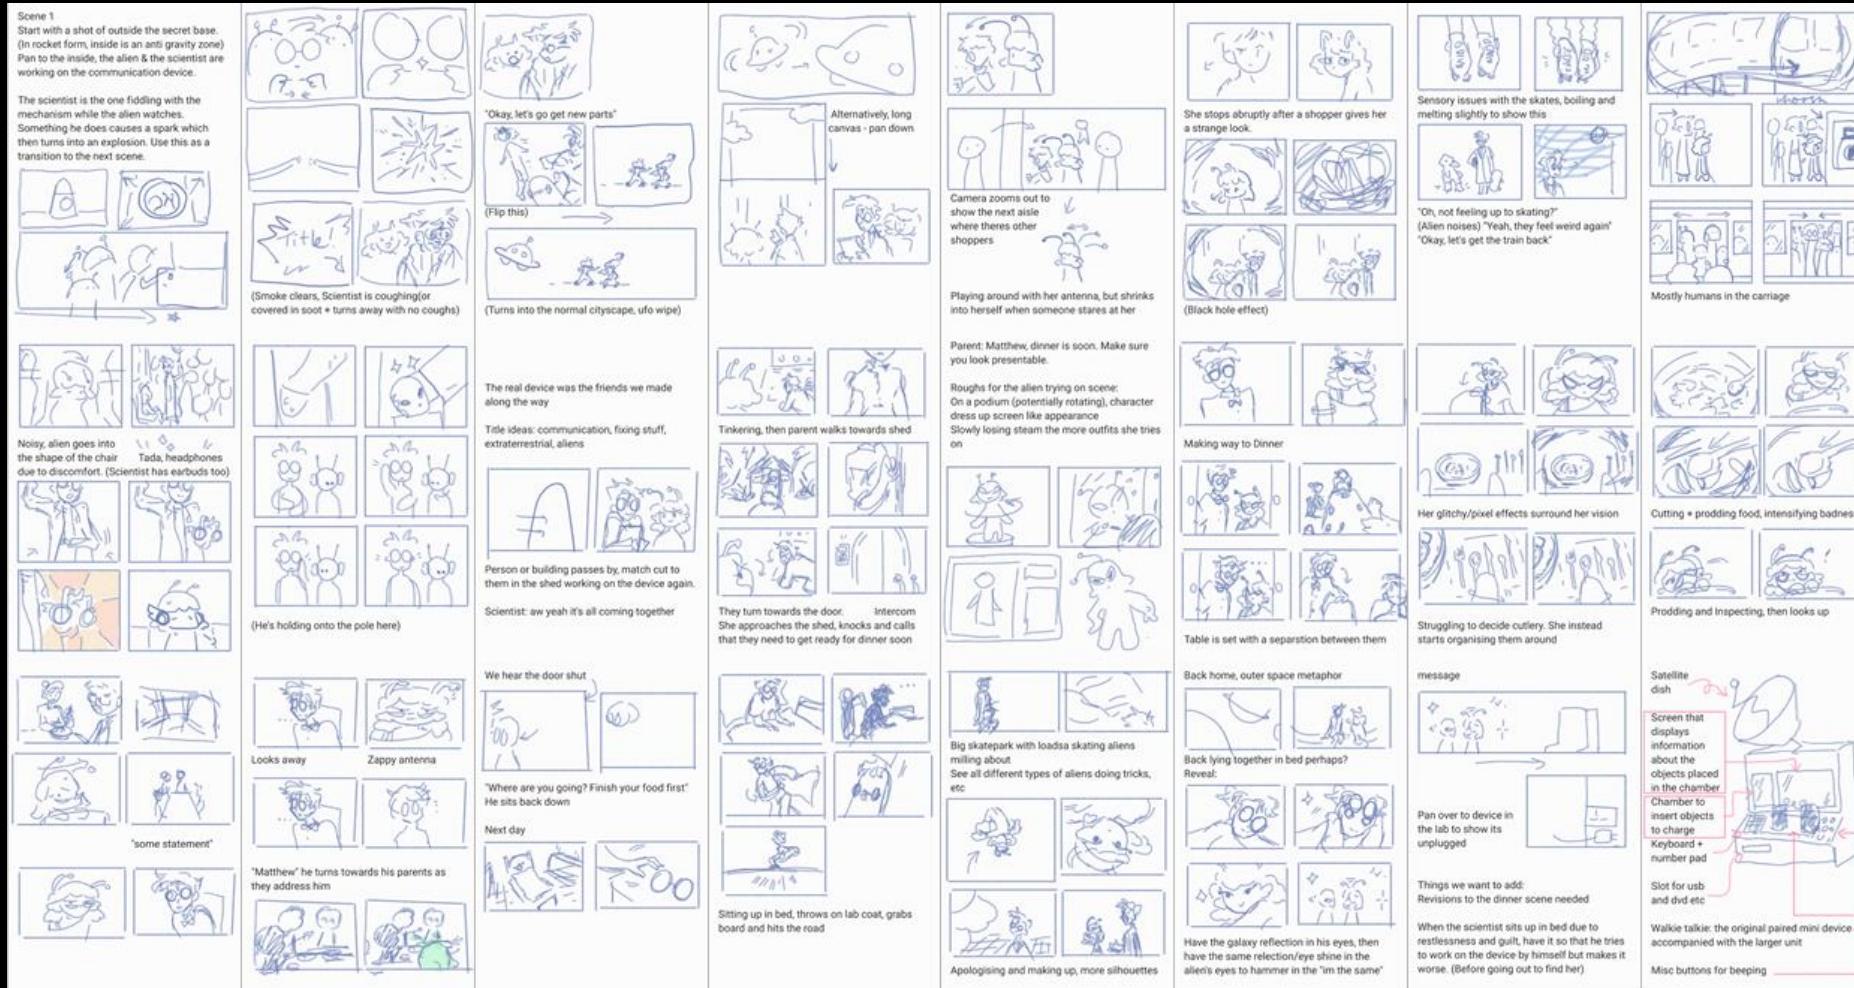 Scene 1
Start with a shot of outside the secret base.
(In rocket form, inside is an anti gravity zone)
Pan to the inside, the alien & the scientist are
working on the communication device.
The scientist is the one fiddling with the
mechanism while the alien watches.
Something he does causes a spark which
then turns into an explosion. Use this as a
transition to the next scene.
Title!?
(Smoke clears, Scientist is coughing(or
covered in soot + turns away with no coughs)
"Okay, let's go get new parts"
(Flip this)
(Turns into the normal cityscape, ufo wipe)
Alternatively, long
canvas - pan down
Camera zooms out to
show the next aisle
where theres other
shoppers
Playing around with her antenna, but shrinks
into herself when someone stares at her
She stops abruptly after a shopper gives her
a strange look.
(Black hole effect)
Sensory issues with the skates, boiling and
melting slightly to show this
"Oh, not feeling up to skating?"
(Alien noises) "Yeah, they feel weird again"
"Okay, let's get the train back"
whoosh
Mostly humans in the carriage
Noisy, alien goes into
the shape of the chair
due to discomfort. (Scientist has earbuds too)
Tada, headphones
(He's holding onto the pole here)
The real device was the friends we made
along the way
Title ideas: communication, fixing stuff,
extraterrestrial, aliens
Person or building passes by, match cut to
them in the shed working on the device again.
Scientist: aw yeah it's all coming together
Tinkering, then parent walks towards shed
They turn towards the door.
Intercom
She approaches the shed, knocks and calls
that they need to get ready for dinner soon
Parent: Matthew, dinner is soon. Make sure
you look presentable.
Roughs for the alien trying on scene:
On a podium (potentially rotating), character
dress up screen like appearance
Slowly losing steam the more outfits she tries
on
Making way to Dinner
Table is set with a separstion between them
Her glitchy/pixel effects surround her vision
Struggling to decide cutlery. She instead
starts organising them around
Cutting + prodding food, intensifying badnes
Prodding and Inspecting, then looks up
"some statement"
Looks away
Zappy antenna
"Matthew" he turns towards his parents as
they address him
We hear the door shut
"Where are you going? Finish your food first"
He sits back down
Next day
Sitting up in bed, throws on lab coat, grabs
board and hits the road
Big skatepark with loadsa skating aliens
milling about
See all different types of aliens doing tricks,
etc
Apologising and making up, more silhouettes
Back home, outer space metaphor
Back lying together in bed perhaps?
Reveal:
Have the galaxy reflection in his eyes, then
have the same relection/eye shine in the
alien's eyes to hammer in the "im the same"
message
Pan over to device in
the lab to show its
unplugged
Things we want to add:
Revisions to the dinner scene needed
When the scientist sits up in bed due to
restlessness and guilt, have it so that he tries
to work on the device by himself but makes it
worse. (Before going out to find her)
Satellite
dish
Screen that
displays
information
about the
objects placed
in the chamber
Chamber to
insert objects
to charge
Keyboard +
number pad
Slot for usb
and dvd etc
Walkie talkie: the original paired mini device
accompanied with the larger unit
Misc buttons for beeping